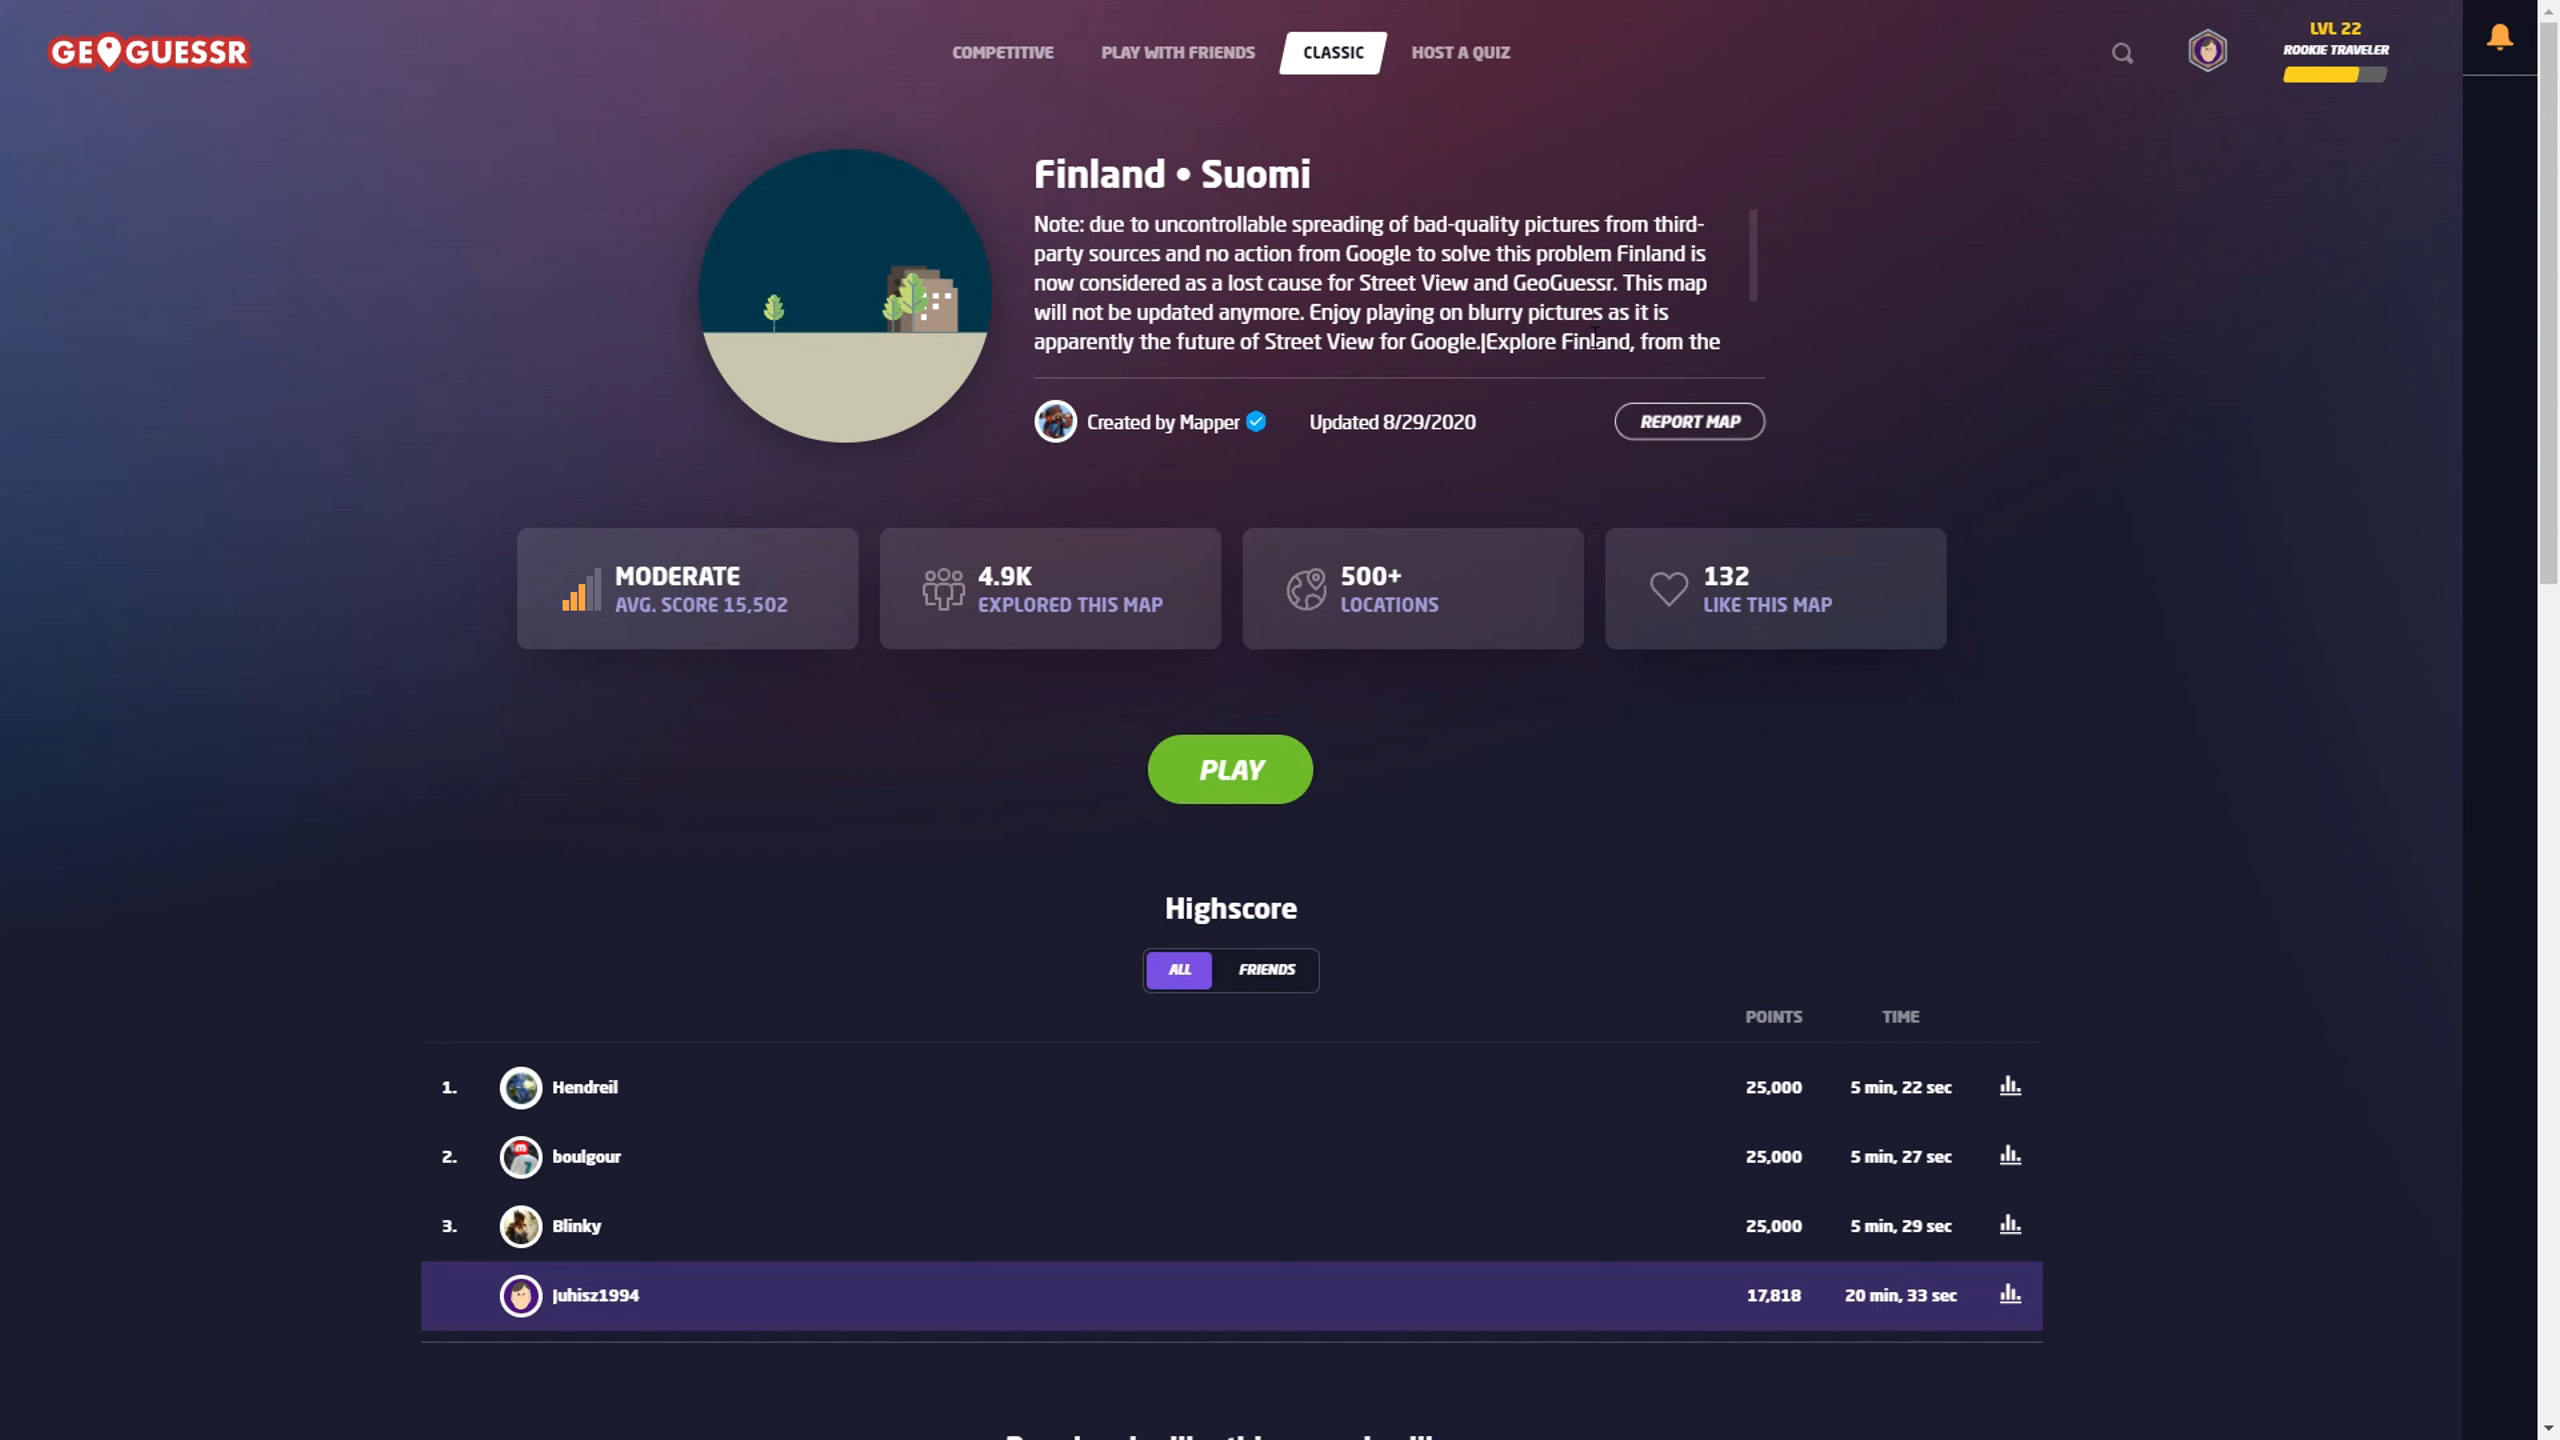 GEOGUESSR
COMPETITIVE
PLAY WITH FRIENDS
CLASSIC
HOST A QUIZ
LVL 22
ROOKIE TRAVELER
Finland • Suomi
Note: due to uncontrollable spreading of bad-quality pictures from third-
party sources and no action from Google to solve this problem Finland is
now considered as a lost cause for Street View and GeoGuessr. This map
will not be updated anymore. Enjoy playing on blurry pictures as it is
apparently the future of Street View for Google.|Explore Finland, from the
Created by Mapper
Updated 8/29/2020
REPORT MAP
MODERATE
AVG. SCORE 15,502
4.9K
EXPLORED THIS MAP
500+
LOCATIONS
132
LIKE THIS MAP
PLAY
Highscore
ALL
FRIENDS
POINTS TIME
1. Hendreil 25,000 5 min, 22 sec
2. boulgour 25,000 5 min, 27 sec
3. Blinky 25,000 5 min, 29 sec
Juhisz1994 17,818 20 min, 33 sec